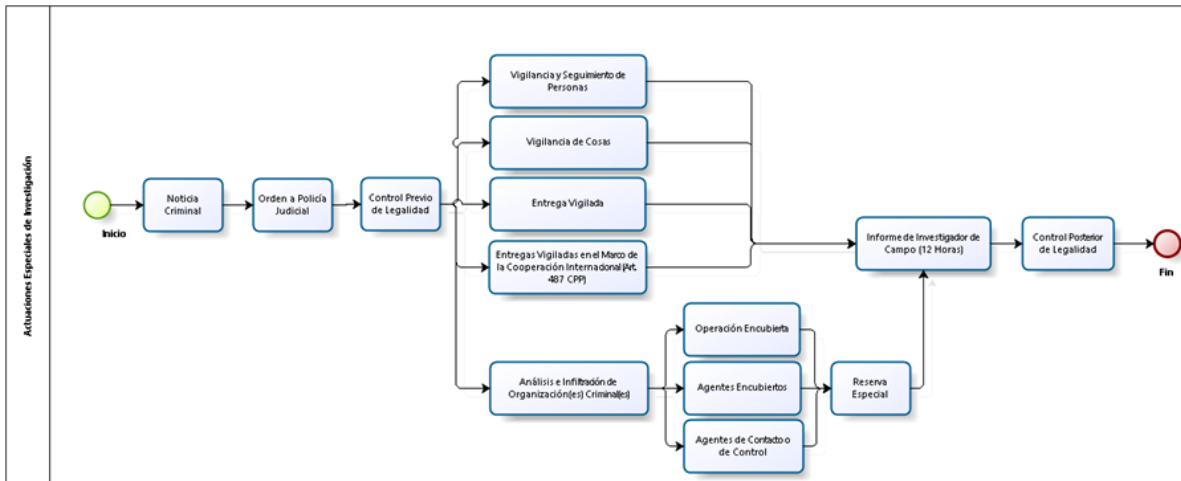 Actuaciones Especiales de Investigación
Inicio
Noticia
Criminal
Orden a Policía
Judicial
Control Previo
de Legalidad
Vigilancia y Seguimiento de
Personas
Vigilancia de Cosas
Entrega Vigilada
Entregas Vigiladas en el Marco de
la Cooperación Internacional (Art.
487 CPP)
Análisis e Infiltración de
Organización(es) Criminal(es)
Operación Encubierta
Agentes Encubiertos
Agentes de Contacto o
de Control
Reserva
Especial
Informe de Investigador de
Campo (12 Horas)
Control Posterior
de Legalidad
Fin